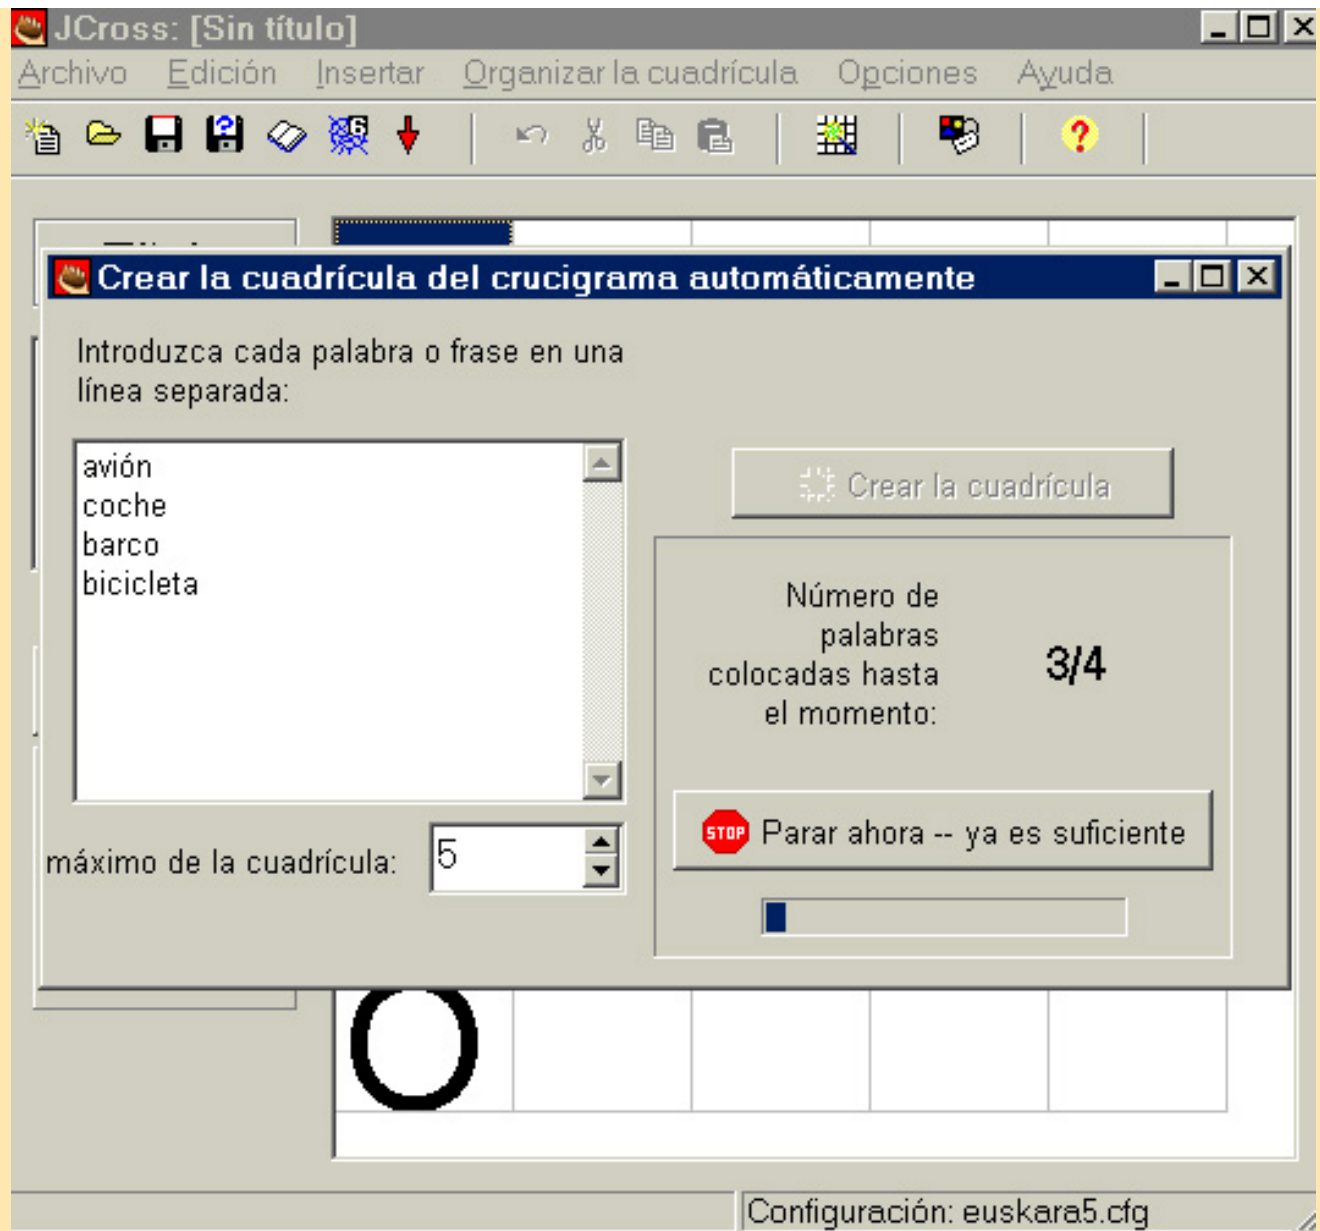 JCross: [Sin título]
Archivo Edición Insertar Organizar la cuadrícula Opciones Ayuda
Crear la cuadrícula del crucigrama automáticamente
Introduzca cada palabra o frase en una
línea separada:
avión
coche
barco
bicicleta
máximo de la cuadrícula: 5
Crear la cuadrícula
Número de
palabras
colocadas hasta
el momento:
3/4
STOP Parar ahora -- ya es suficiente
O
Configuración: euskara5.cfg